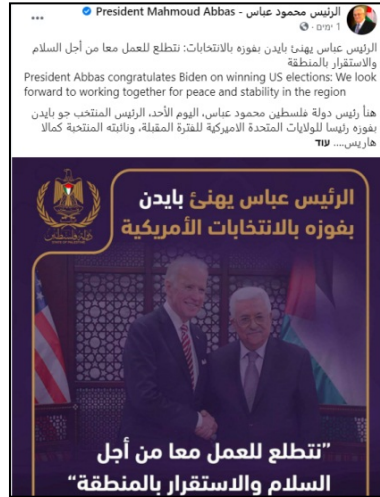 President Mahmoud Abbas - الرئيس محمود عباس
1 ימים
الرئيس عباس يهنئ بايدن بفوزه بالانتخابات: نتطلع للعمل معا من أجل السلام
والاستقرار بالمنطقة
President Abbas congratulates Biden on winning US elections: We look
forward to working together for peace and stability in the region
هنأ رئيس دولة فلسطين محمود عباس، اليوم الأحد، الرئيس المنتخب جو بايدن
بفوزه رئيسا للولايات المتحدة الاميركية للفترة المقبلة، ونائبته المنتخبة كمالا
هاريس.... עוד
الرئيس عباس يهنئ بايدن
بفوزه بالانتخابات الأمريكية
"نتطلع للعمل معا من أجل
السلام والاستقرار بالمنطقة"